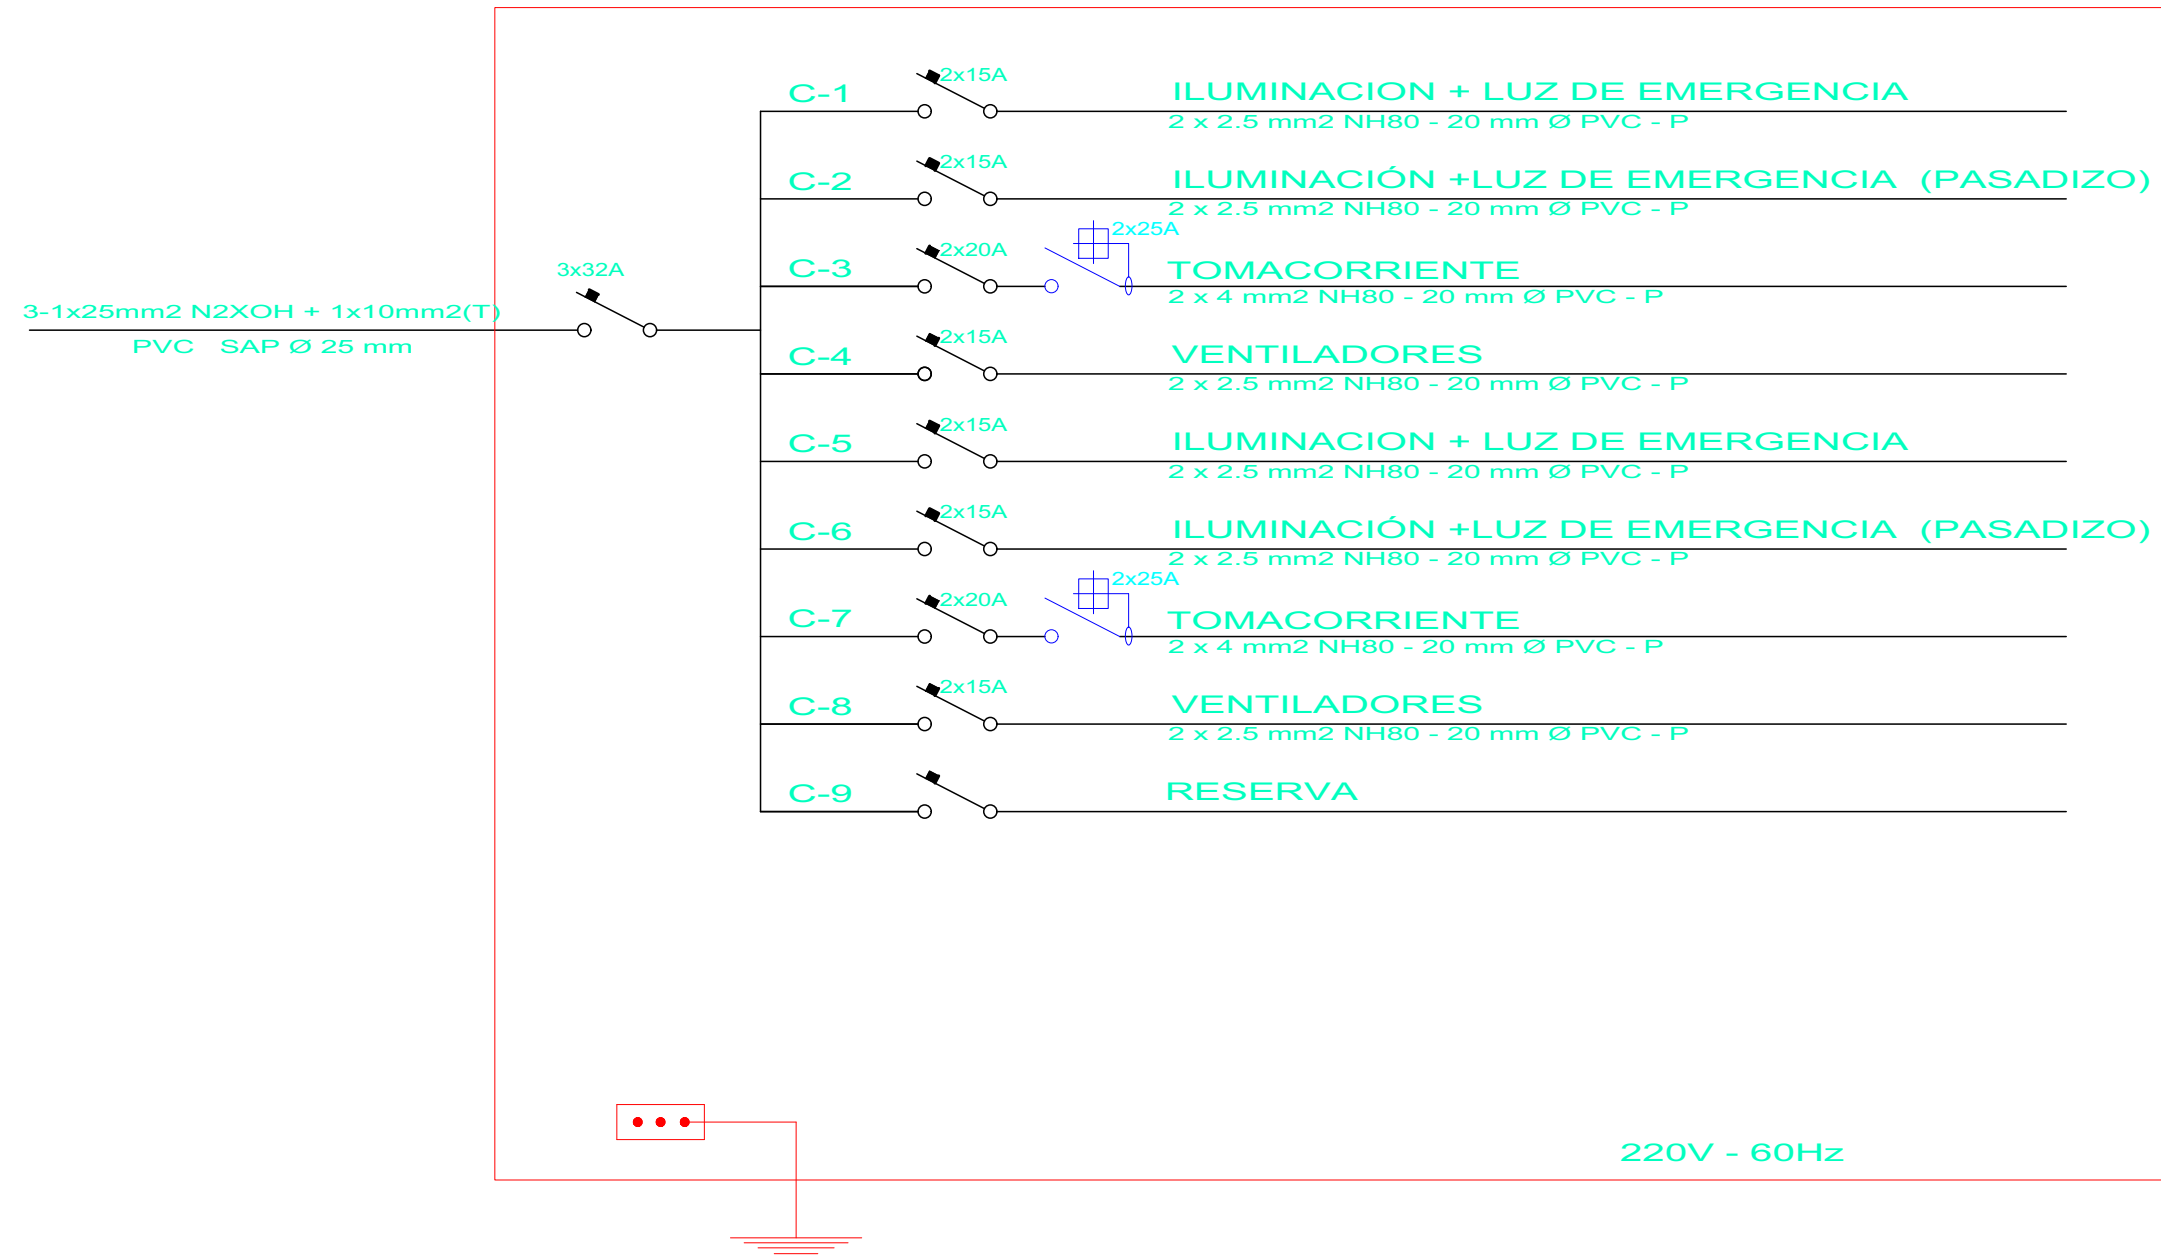 2x15A
C-1
ILUMINACION + LUZ DE EMERGENCIA
2 x 2.5 mm2 NH80 - 20 mm Ø PVC - P
2x15A
C-2
ILUMINACIÓN +LUZ DE EMERGENCIA (PASADIZO)
2 x 2.5 mm2 NH80 - 20 mm Ø PVC - P
2x25A
2x20A
C-3
TOMACORRIENTE
2 x 4 mm2 NH80 - 20 mm Ø PVC - P
3x32A
3-1x25mm2 N2XOH + 1x10mm2(T)
PVC SAP Ø 25 mm
2x15A
C-4
VENTILADORES
2 x 2.5 mm2 NH80 - 20 mm Ø PVC - P
2x15A
C-5
ILUMINACION + LUZ DE EMERGENCIA
2 x 2.5 mm2 NH80 - 20 mm Ø PVC - P
2x15A
C-6
ILUMINACIÓN +LUZ DE EMERGENCIA (PASADIZO)
2 x 2.5 mm2 NH80 - 20 mm Ø PVC - P
2x25A
2x20A
C-7
TOMACORRIENTE
2 x 4 mm2 NH80 - 20 mm Ø PVC - P
2x15A
C-8
VENTILADORES
2 x 2.5 mm2 NH80 - 20 mm Ø PVC - P
C-9
RESERVA
220V - 60Hz